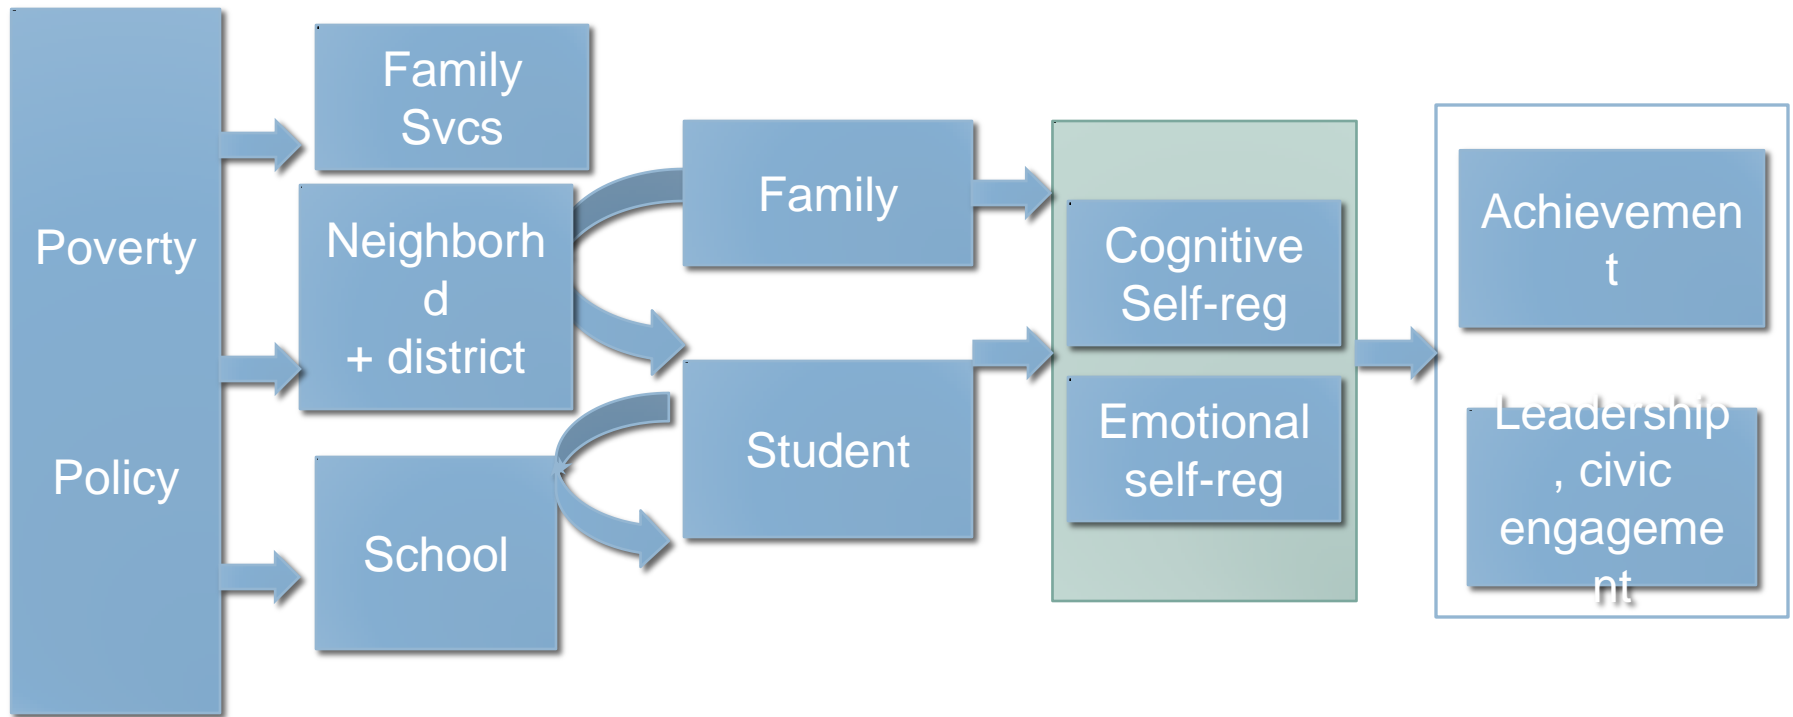 Poverty
Policy
Family
Svcs
Neighborh
d
+ district
School
Family
Student
Cognitive
Self-reg
Emotional
self-reg
Achievemen
t
Leadership
, civic
engageme
nt